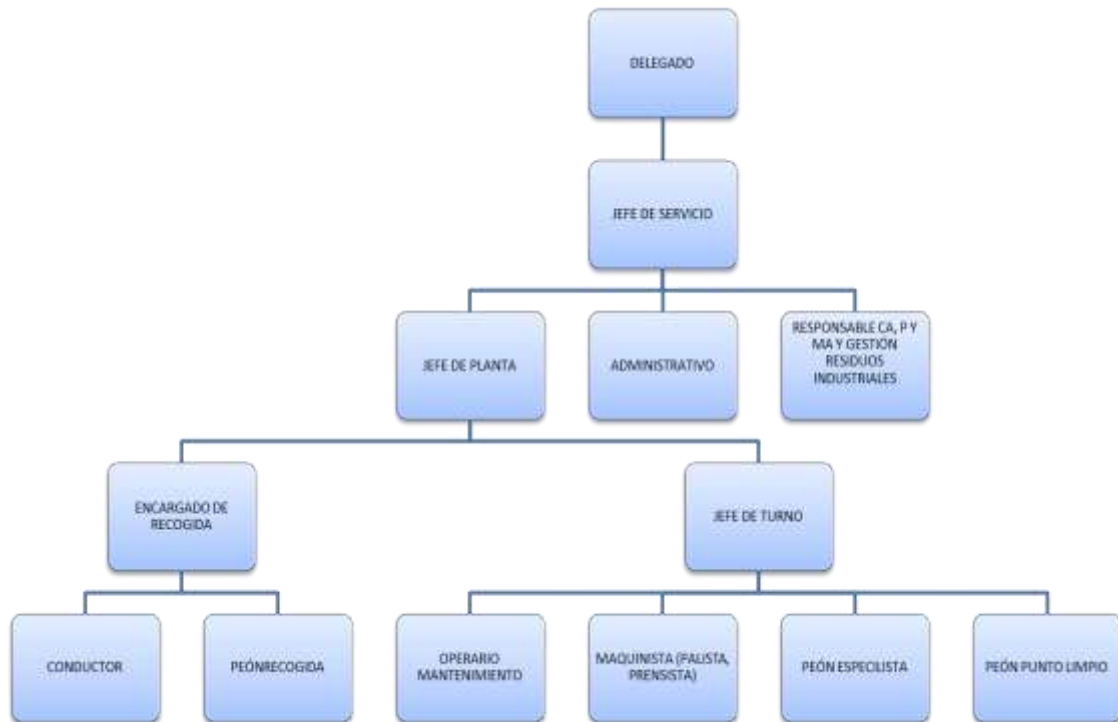 DELEGADO
JEFE DE SERVICIO
JEFE DE PLANTA
ADMINISTRATIVO
RESPONSABLE CA, P Y
MA Y GESTIÓN
RESIDUOS
INDUSTRIALES
ENCARGADO DE
RECOGIDA
JEFE DE TURNO
CONDUCTOR
PEÓNRECOGIDA
OPERARIO
MANTENIMIENTO
MAQUINISTA (PALISTA,
PRENSISTA)
PEÓN ESPECILISTA
PEÓN PUNTO LIMPIO